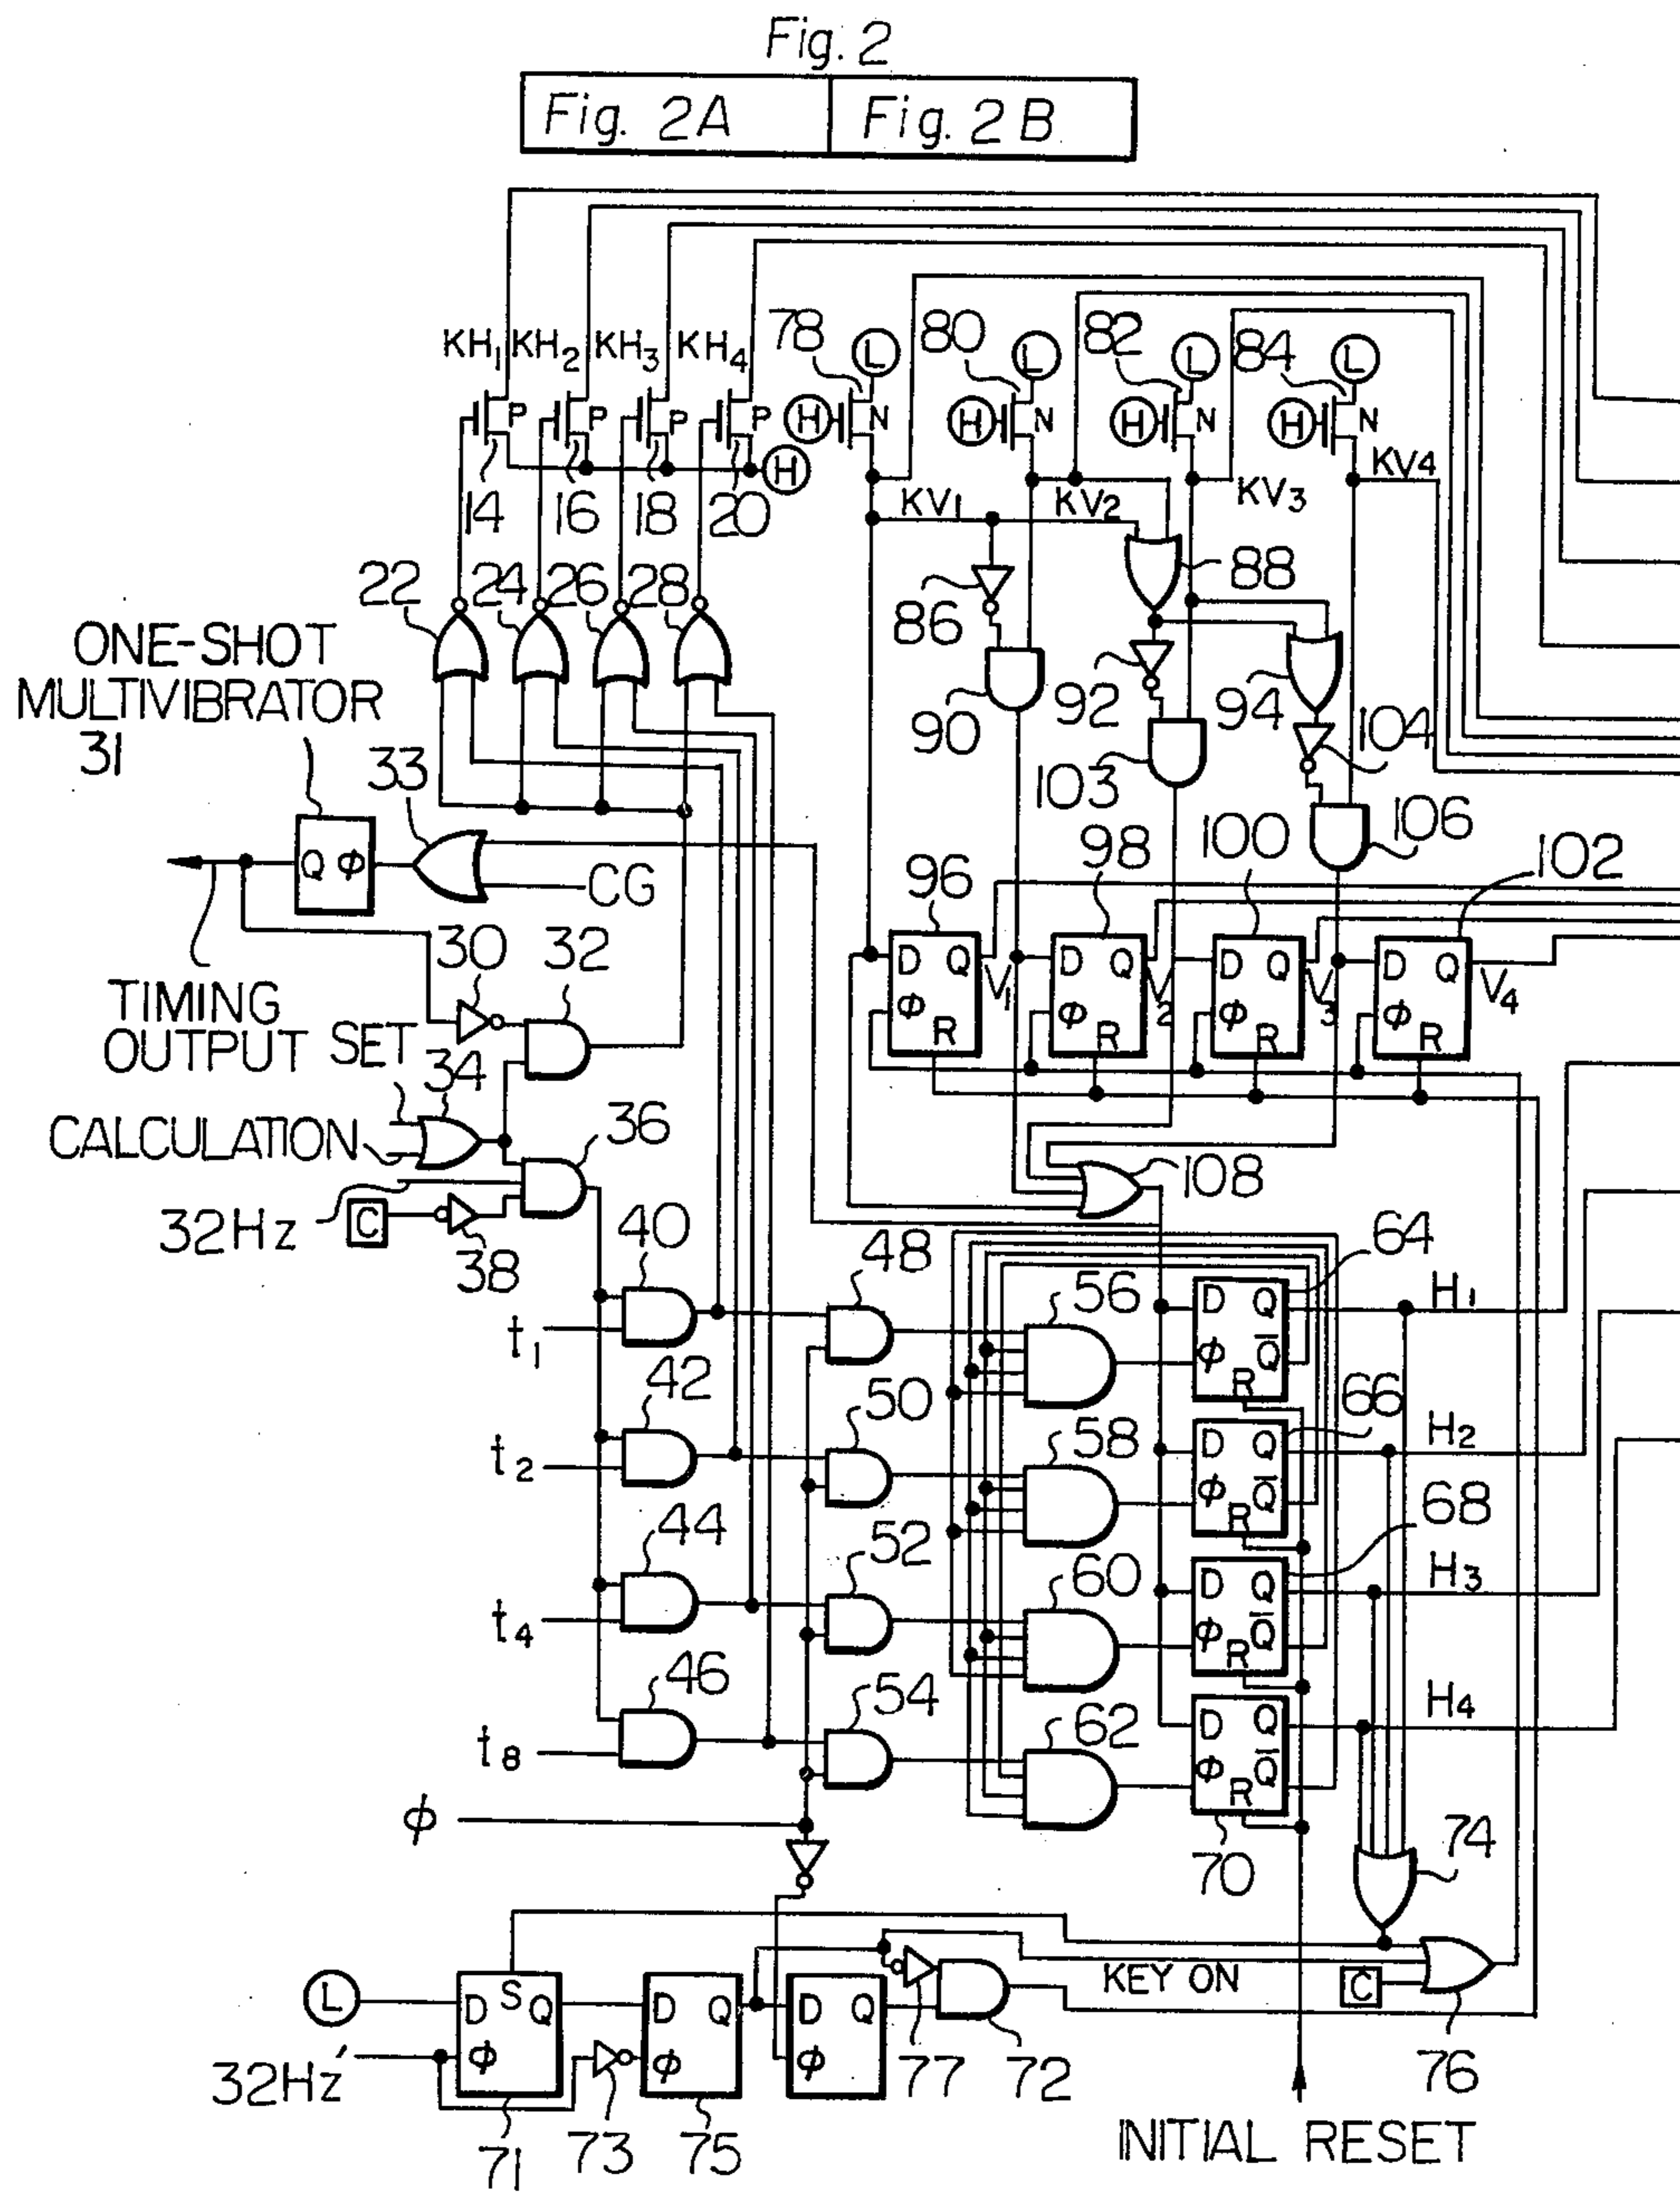 Fig. 2
Fig. 2A Fig. 2B
KH1 KH2 KH3 KH4 78 L 80 L 82 L 84 L
P P P P H N H N H N H N
14 16 18 20 H KV1 KV2 KV3 KV4
22 24 26 28 86 88
ONE-SHOT
MULTIVIBRATOR
31
90 92 94 104
33 103 106
Q Φ CG 96 98 100 102
D Q V1 D Q V2 D Q V3 D Q V4
Φ R Φ R Φ R Φ R
30 32
TIMING
OUTPUT SET 34
CALCULATION 36
32Hz C 38 108
40 48 56 64
t1 D Q H1
Φ Q̅
R
42 50 58 66
t2 D Q H2
Φ Q̅
R
44 52 60 68
t4 D Q H3
Φ Q̅
R
46 54 62
t8 D Q H4
Φ Q̅
R
ϕ 70 74
L D S Q D Q D Q KEY ON C
32Hz' Φ Φ Φ 77 72 76
71 73 75
INITIAL RESET